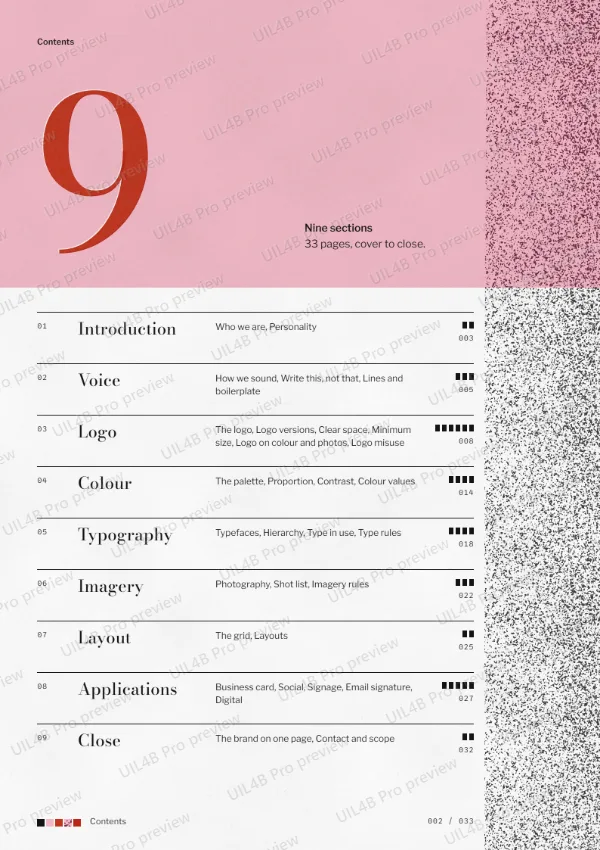 Contents
9
Nine sections
33 pages, cover to close.
01
Introduction
Who we are, Personality
003
02
Voice
How we sound, Write this, not that, Lines and
boilerplate
005
03
Logo
The logo, Logo versions, Clear space, Minimum
size, Logo on colour and photos, Logo misuse
008
04
Colour
The palette, Proportion, Contrast, Colour values
014
05
Typography
Typefaces, Hierarchy, Type in use, Type rules
018
06
Imagery
Photography, Shot list, Imagery rules
022
07
Layout
The grid, Layouts
025
08
Applications
Business card, Social, Signage, Email signature,
Digital
027
09
Close
The brand on one page, Contact and scope
032
Contents
002 / 033
UIL4B Pro preview